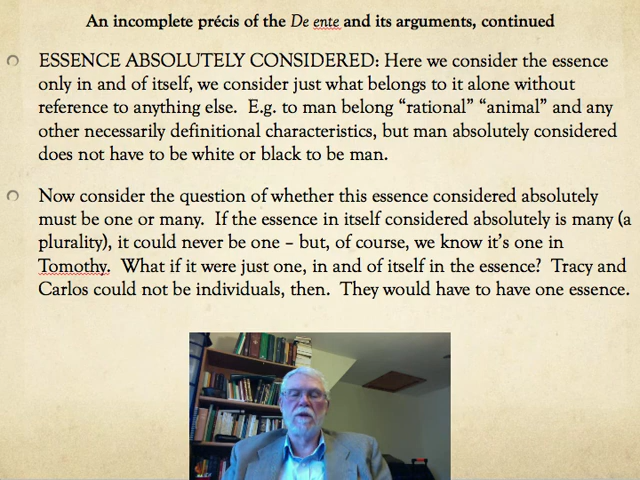 An incomplete précis of the De ente and its arguments, continued
ESSENCE ABSOLUTELY CONSIDERED: Here we consider the essence
only in and of itself, we consider just what belongs to it alone without
reference to anything else. E.g. to man belong “rational” “animal” and any
other necessarily definitional characteristics, but man absolutely considered
does not have to be white or black to be man.
Now consider the question of whether this essence considered absolutely
must be one or many. If the essence in itself considered absolutely is many (a
plurality), it could never be one – but, of course, we know it’s one in
Tomothy. What if it were just one, in and of itself in the essence? Tracy and
Carlos could not be individuals, then. They would have to have one essence.